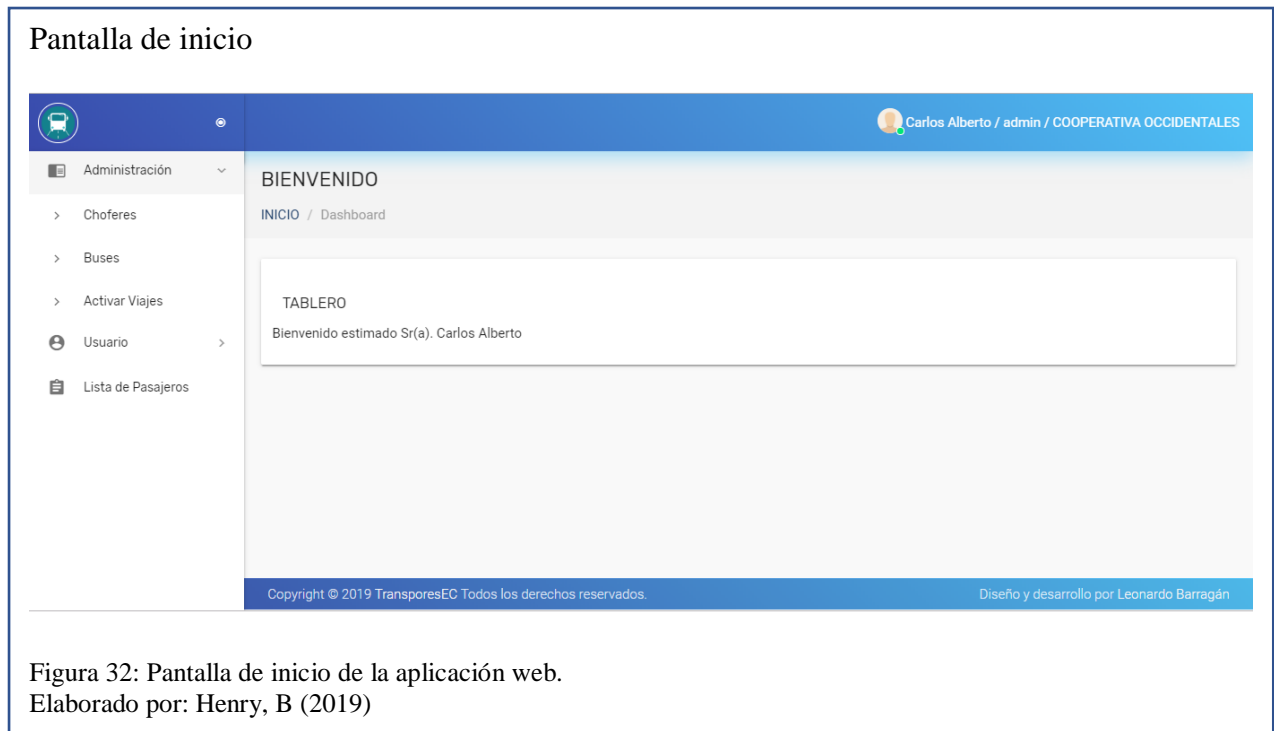 Pantalla de inicio
Carlos Alberto / admin / COOPERATIVA OCCIDENTALES
Administración
Choferes
Buses
Activar Viajes
Usuario
Lista de Pasajeros
BIENVENIDO
INICIO / Dashboard
TABLERO
Bienvenido estimado Sr(a). Carlos Alberto
Copyright © 2019 TransporesEC Todos los derechos reservados.
Diseño y desarrollo por Leonardo Barragán
Figura 32: Pantalla de inicio de la aplicación web.
Elaborado por: Henry, B (2019)